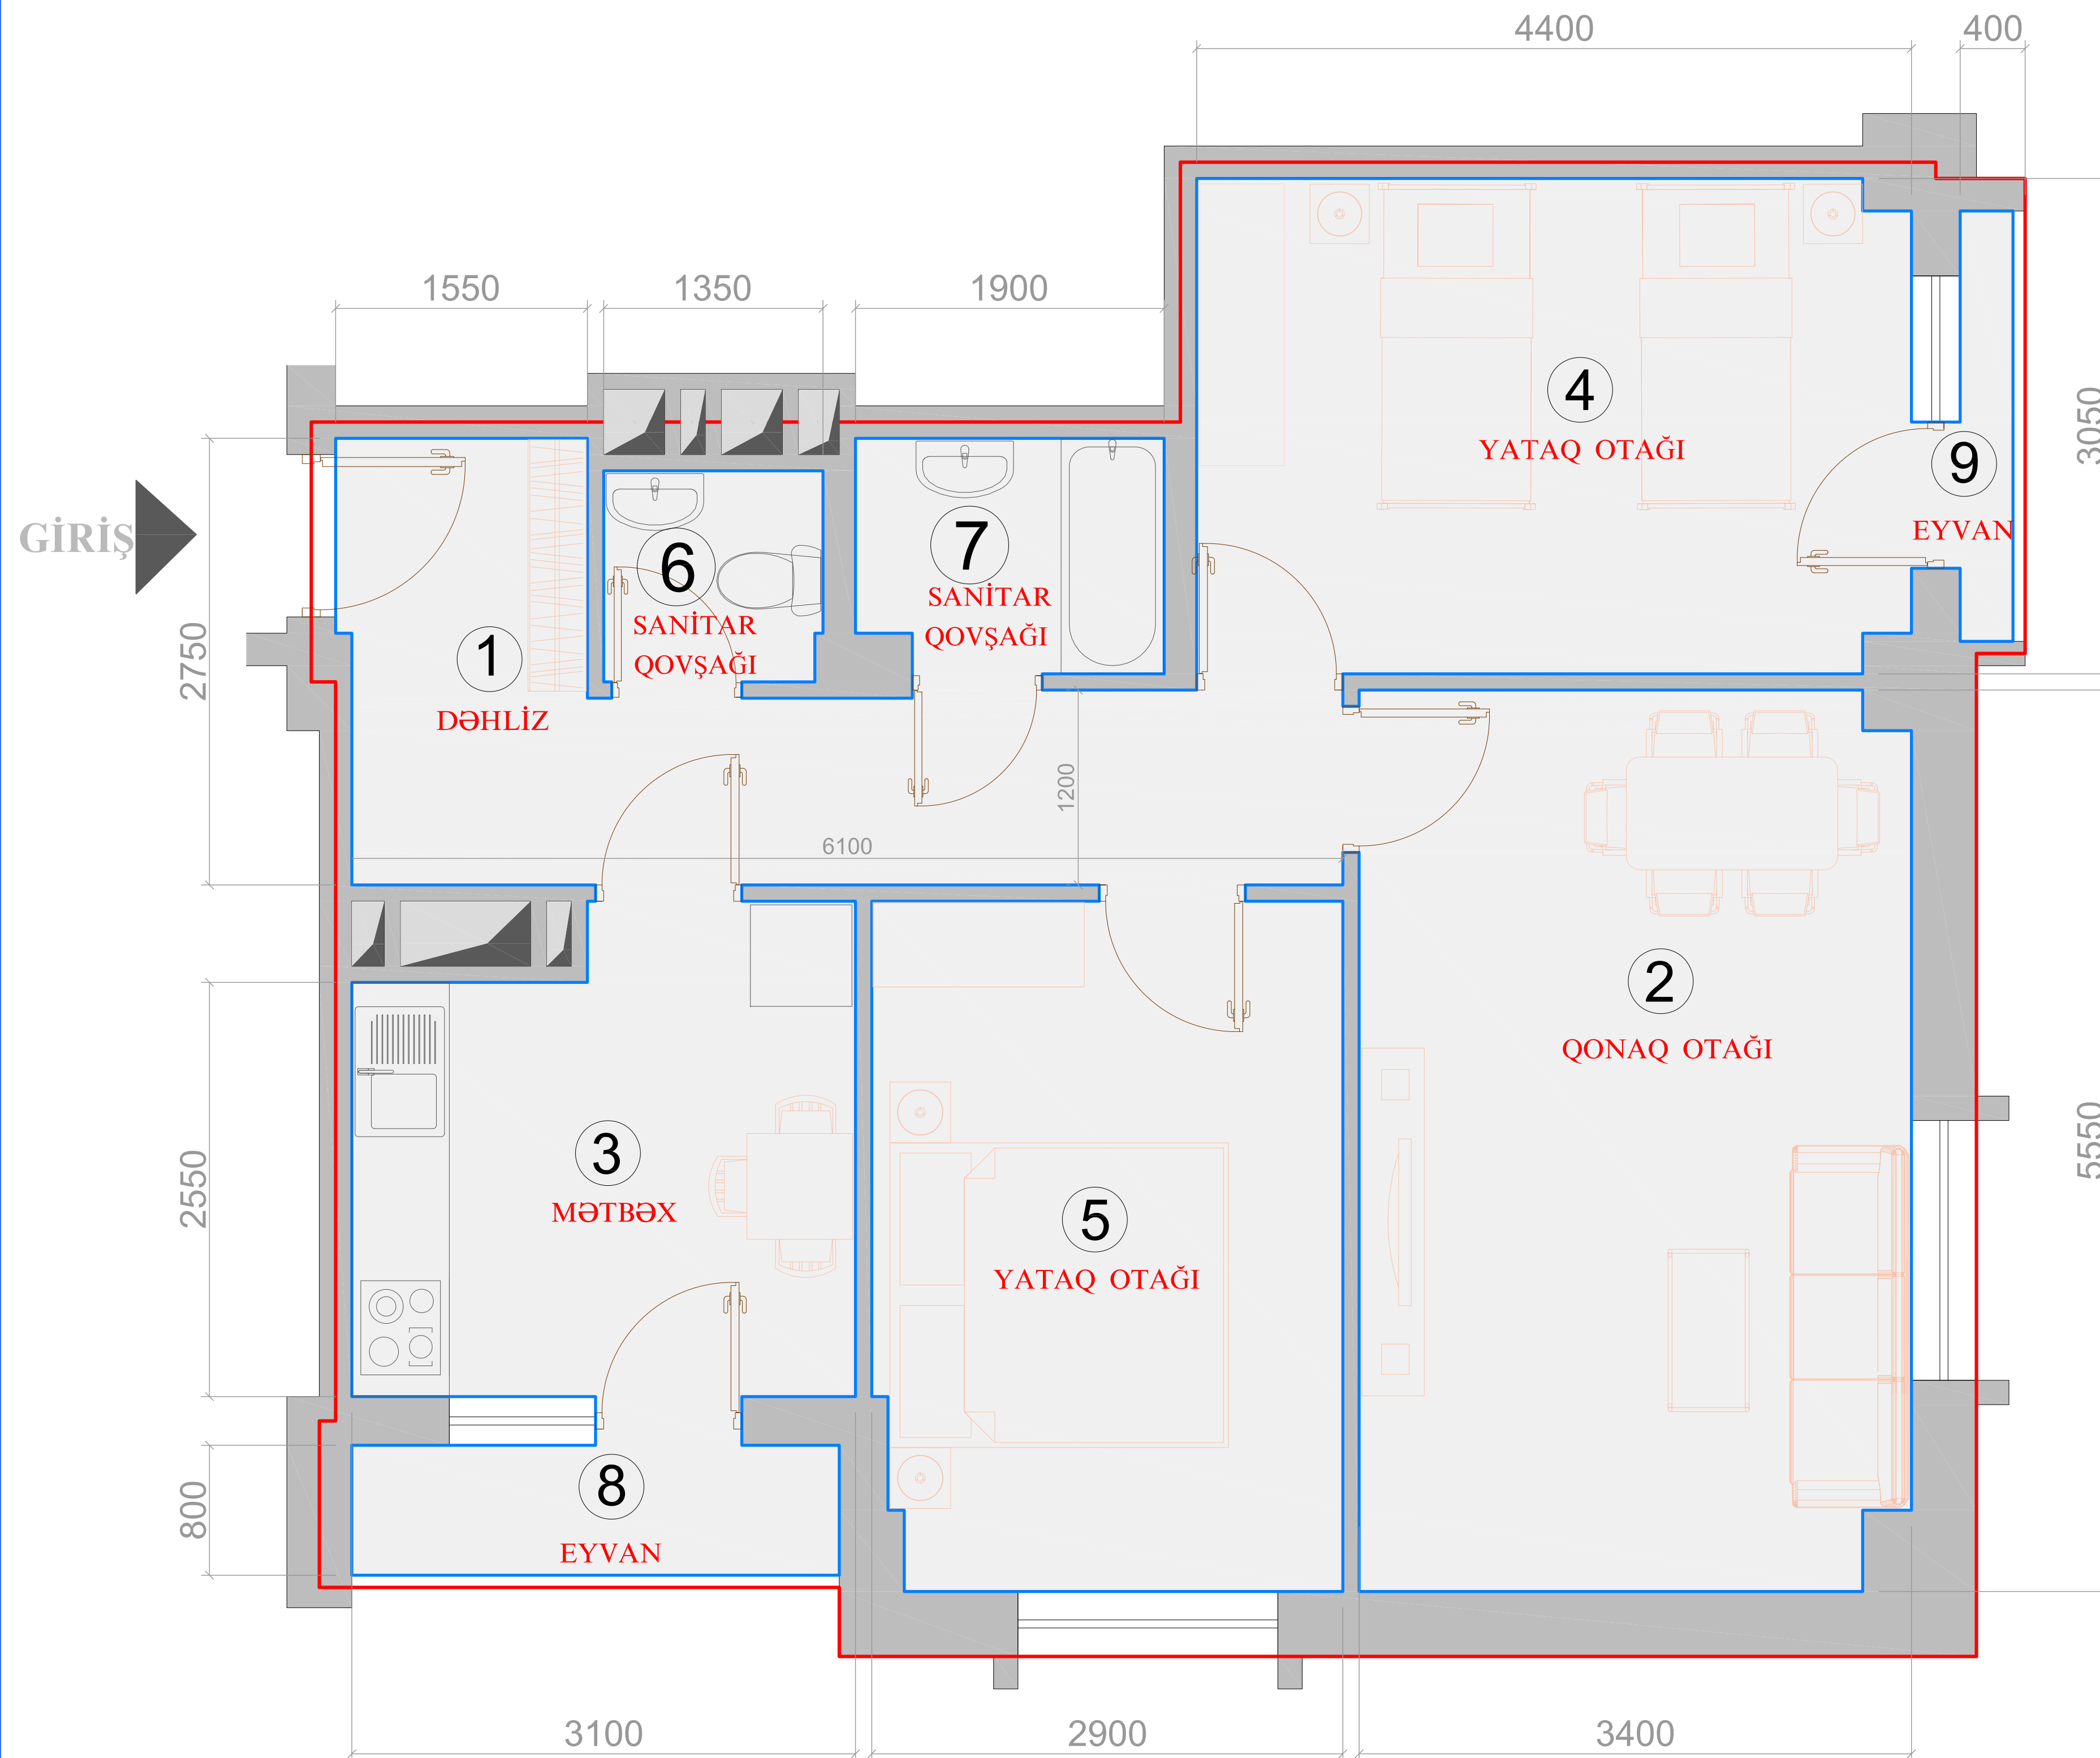 4400
400
1550
1350
1900
3050
4
YATAQ OTAĞI
9
EYVAN
GİRİŞ
6
SANİTAR
QOVŞAĞI
7
SANİTAR
QOVŞAĞI
2750
1
DƏHLİZ
1200
6100
2
QONAQ OTAĞI
5550
2550
3
MƏTBƏX
5
YATAQ OTAĞI
800
8
EYVAN
3100
2900
3400